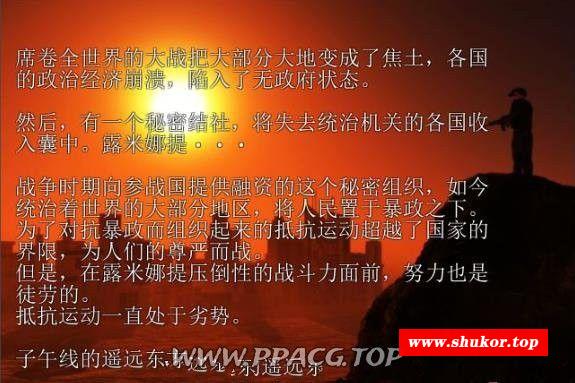 席卷全世界的大战把大部分大地变成了焦土，各国
的政治经济崩溃，陷入了无政府状态。
然后，有一个秘密结社，将失去统治机关的各国收
入囊中。露米娜提・・・
战争时期向参战国提供融资的这个秘密组织，如今
统治着世界的大部分地区，将人民置于暴政之下。
为了对抗暴政而组织起来的抵抗运动超越了国家的
界限，为人们的尊严而战。
但是，在露米娜提压倒性的战斗力面前，努力也是
徒劳的。
抵抗运动一直处于劣势。
www.shukor.top
子午线的遥远东
WWW.PPACG.TOP
东遥远东